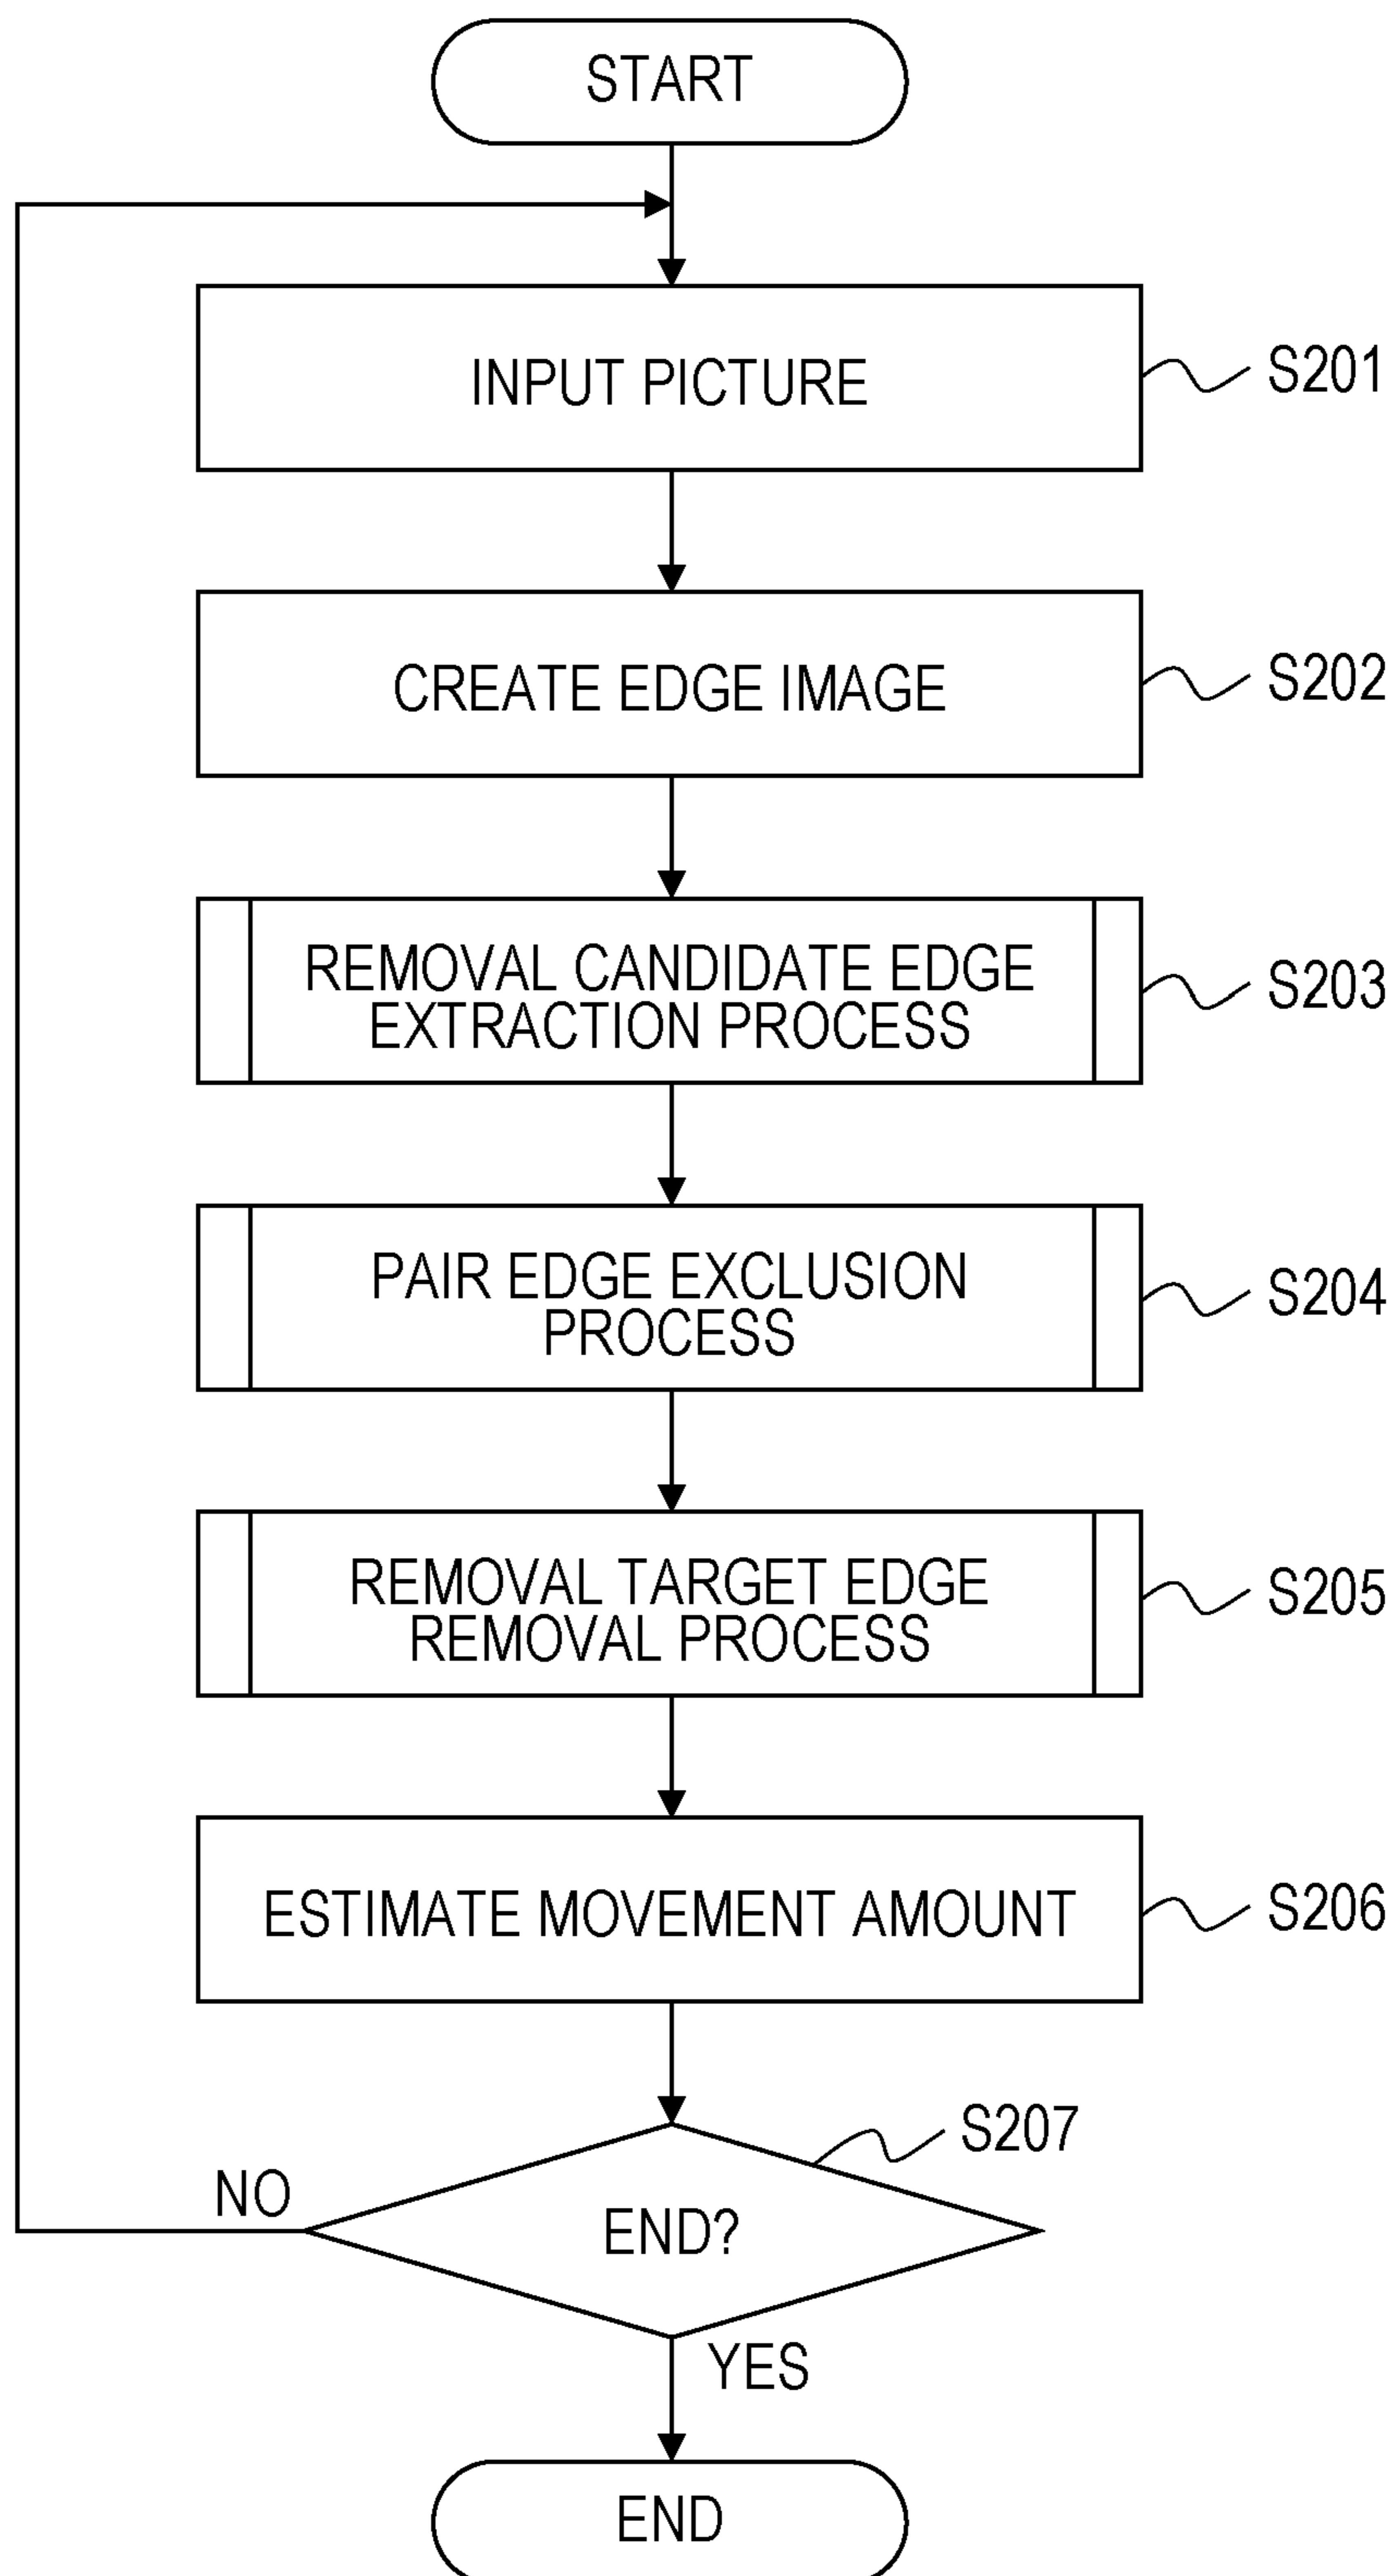 START
INPUT PICTURE
S201
CREATE EDGE IMAGE
S202
REMOVAL CANDIDATE EDGE
EXTRACTION PROCESS
S203
PAIR EDGE EXCLUSION
PROCESS
S204
REMOVAL TARGET EDGE
REMOVAL PROCESS
S205
ESTIMATE MOVEMENT AMOUNT
S206
S207
NO
END?
YES
END